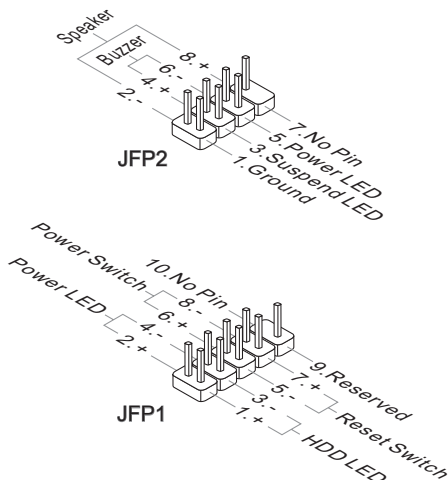 Speaker
Buzzer
8.+
6.-
4.+
2.-
7.No Pin
5.Power LED
3.Suspend LED
1.Ground
JFP2
Power Switch
Power LED
10.No Pin
8.-
6.+
4.-
2.+
9.Reserved
7.+
5.-
3.-
1.+
Reset Switch
HDD LED
JFP1